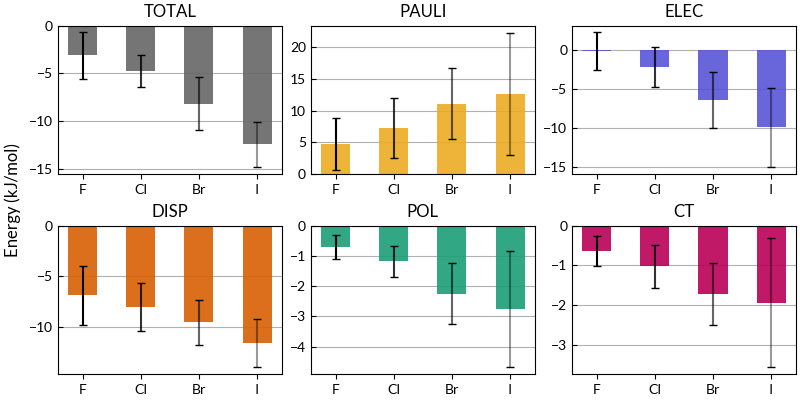 TOTAL
PAULI
ELEC
0
−5
−10
−15
F Cl Br I
20
15
10
5
0
F Cl Br I
0
−5
−10
−15
F Cl Br I
Energy (kJ/mol)
DISP
POL
CT
0
−5
−10
F Cl Br I
0
−1
−2
−3
−4
F Cl Br I
0
−1
−2
−3
F Cl Br I